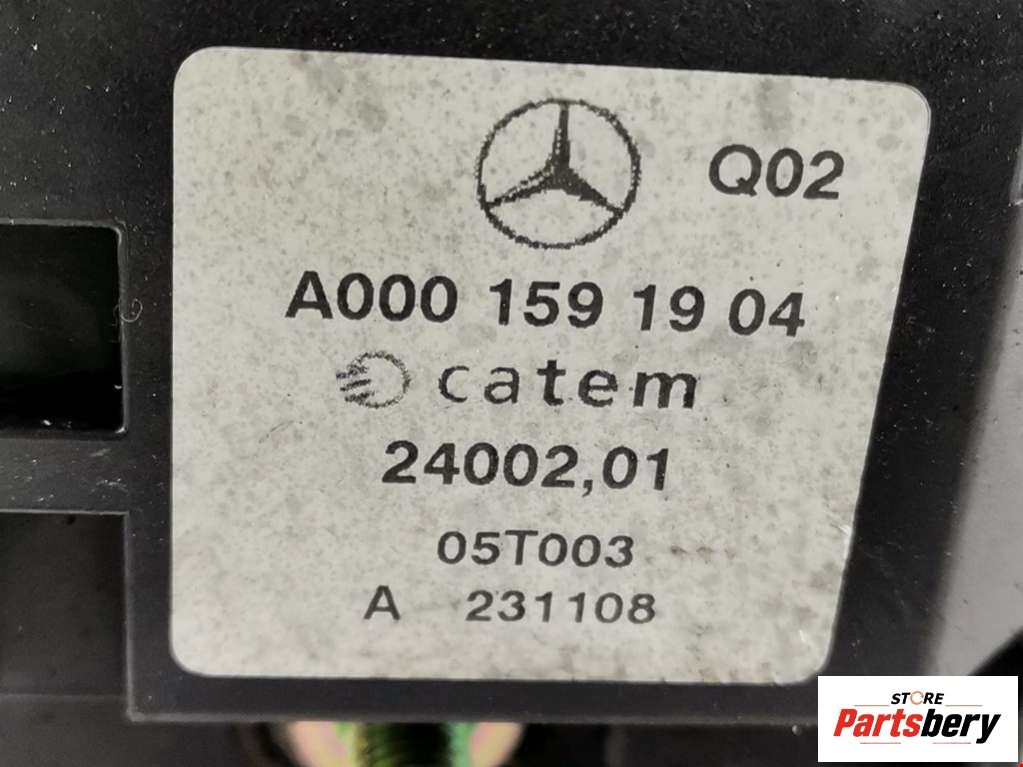 Q02
A000 159 19 04
catem
24002,01
05T003
A 231108
STORE
Partsbery